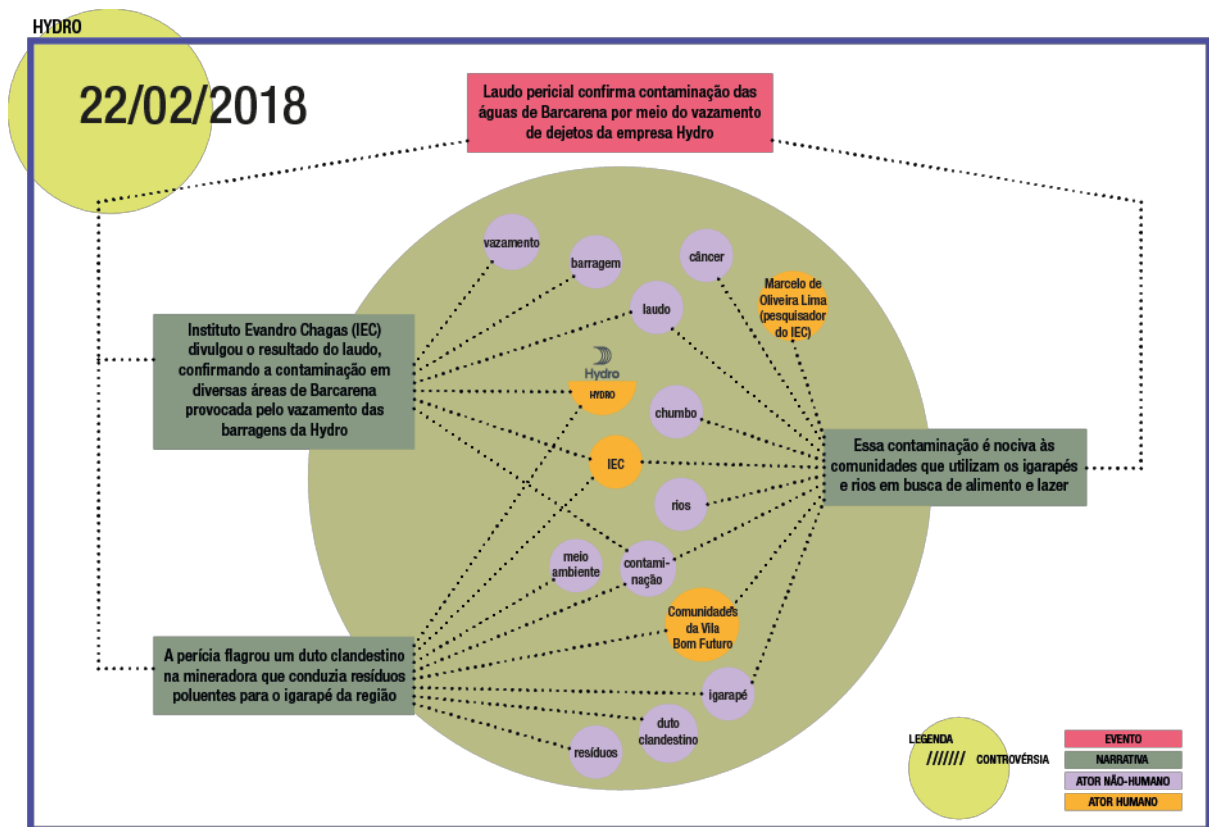 HYDRO
22/02/2018
Laudo pericial confirma contaminação das
águas de Barcarena por meio do vazamento
de dejetos da empresa Hydro
vazamento
barragem
câncer
laudo
Marcelo de
Oliveira Lima
(pesquisador
do IEC)
Instituto Evandro Chagas (IEC)
divulgou o resultado do laudo,
confirmando a contaminação em
diversas áreas de Barcarena
provocada pelo vazamento das
barragens da Hydro
Hydro
HYDRO
chumbo
IEC
Essa contaminação é nociva às
comunidades que utilizam os igarapés
e rios em busca de alimento e lazer
rios
meio
ambiente
contami-
nação
Comunidades
da Vila
Bom Futuro
A perícia flagrou um duto clandestino
na mineradora que conduzia resíduos
poluentes para o igarapé da região
igarapé
duto
clandestino
resíduos
LEGENDA
/////// CONTROVÉRSIA
EVENTO
NARRATIVA
ATOR NÃO-HUMANO
ATOR HUMANO